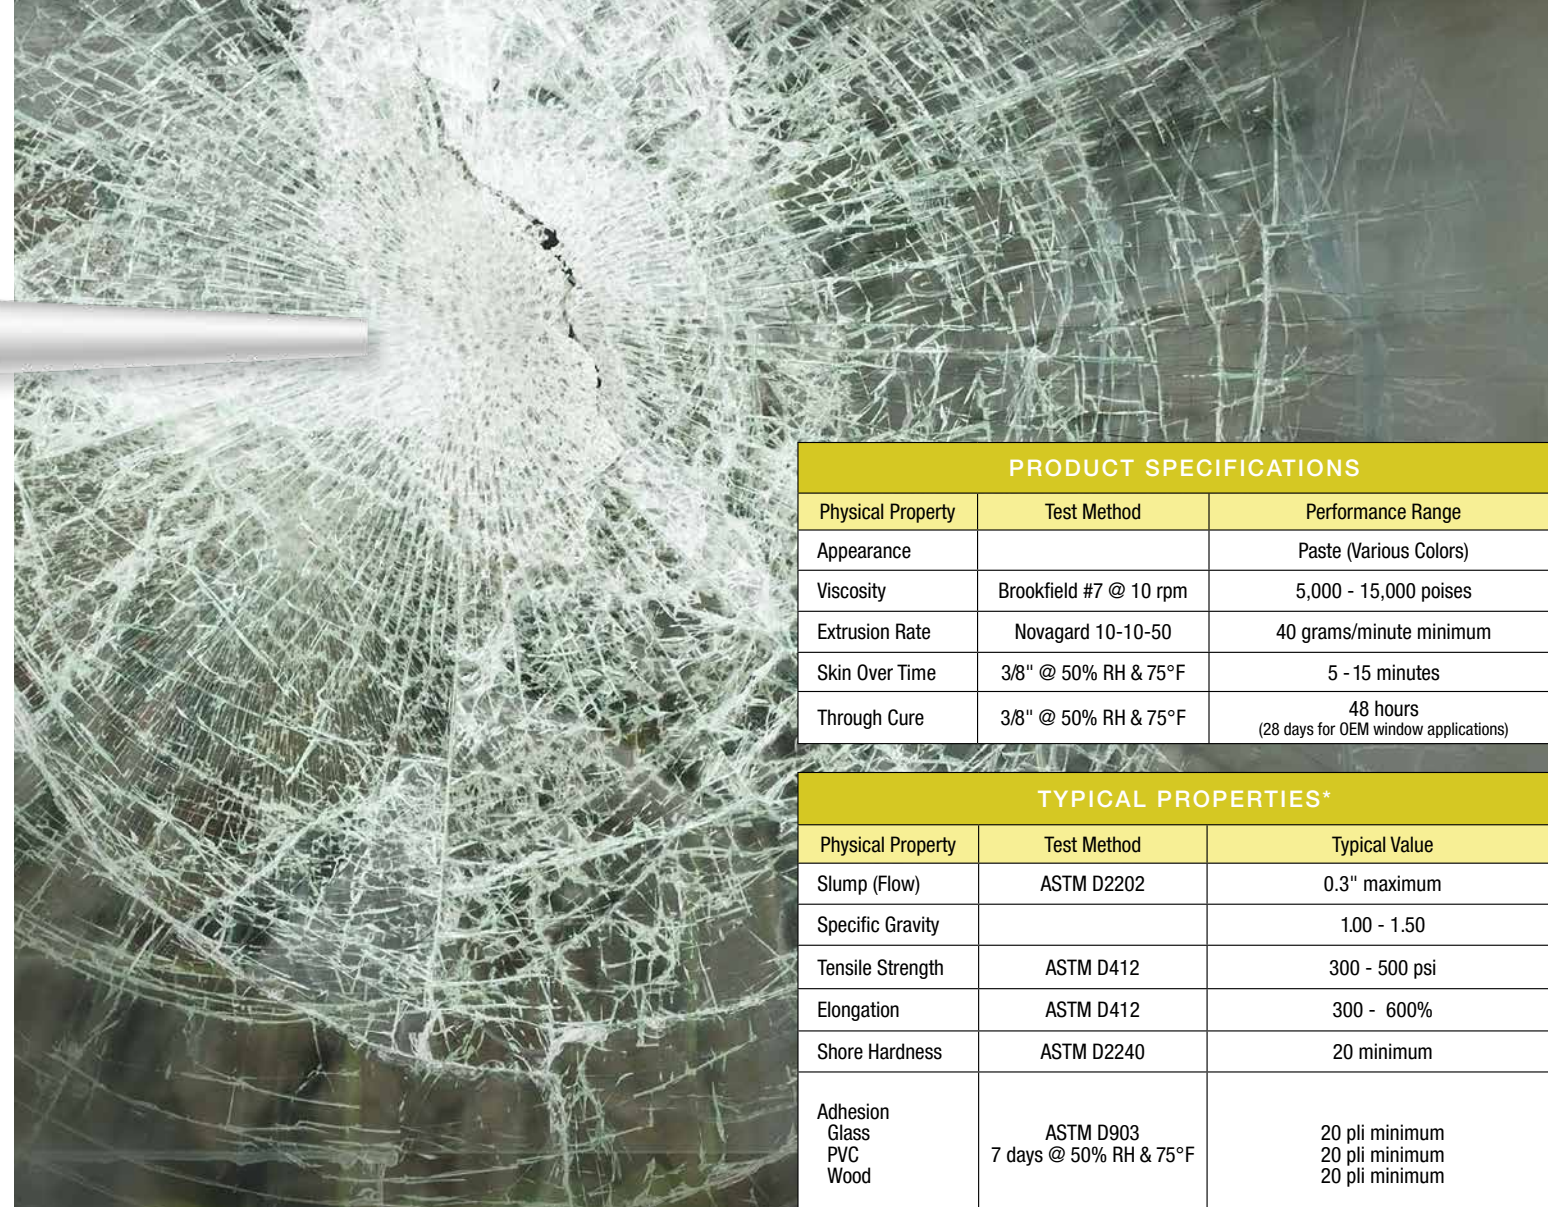 PRODUCT SPECIFICATIONS
Physical Property Test Method Performance Range
Appearance Paste (Various Colors)
Viscosity Brookfield #7 @ 10 rpm 5,000 - 15,000 poises
Extrusion Rate Novagard 10-10-50 40 grams/minute minimum
Skin Over Time 3/8" @ 50% RH & 75°F 5 - 15 minutes
Through Cure 3/8" @ 50% RH & 75°F 48 hours
(28 days for OEM window applications)
TYPICAL PROPERTIES*
Physical Property Test Method Typical Value
Slump (Flow) ASTM D2202 0.3" maximum
Specific Gravity 1.00 - 1.50
Tensile Strength ASTM D412 300 - 500 psi
Elongation ASTM D412 300 - 600%
Shore Hardness ASTM D2240 20 minimum
Adhesion
Glass ASTM D903 20 pli minimum
PVC 7 days @ 50% RH & 75°F 20 pli minimum
Wood 20 pli minimum